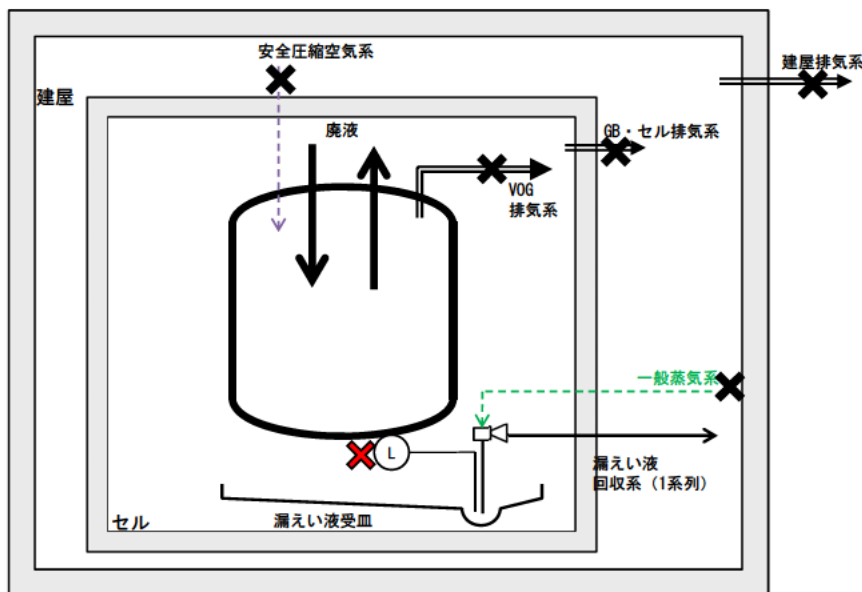 安全圧縮空気系
建屋排気系
建屋
廃液
GB・セル排気系
VOG
排気系
一般蒸気系
L
漏えい液
回収系（1系列）
漏えい液受皿
セル